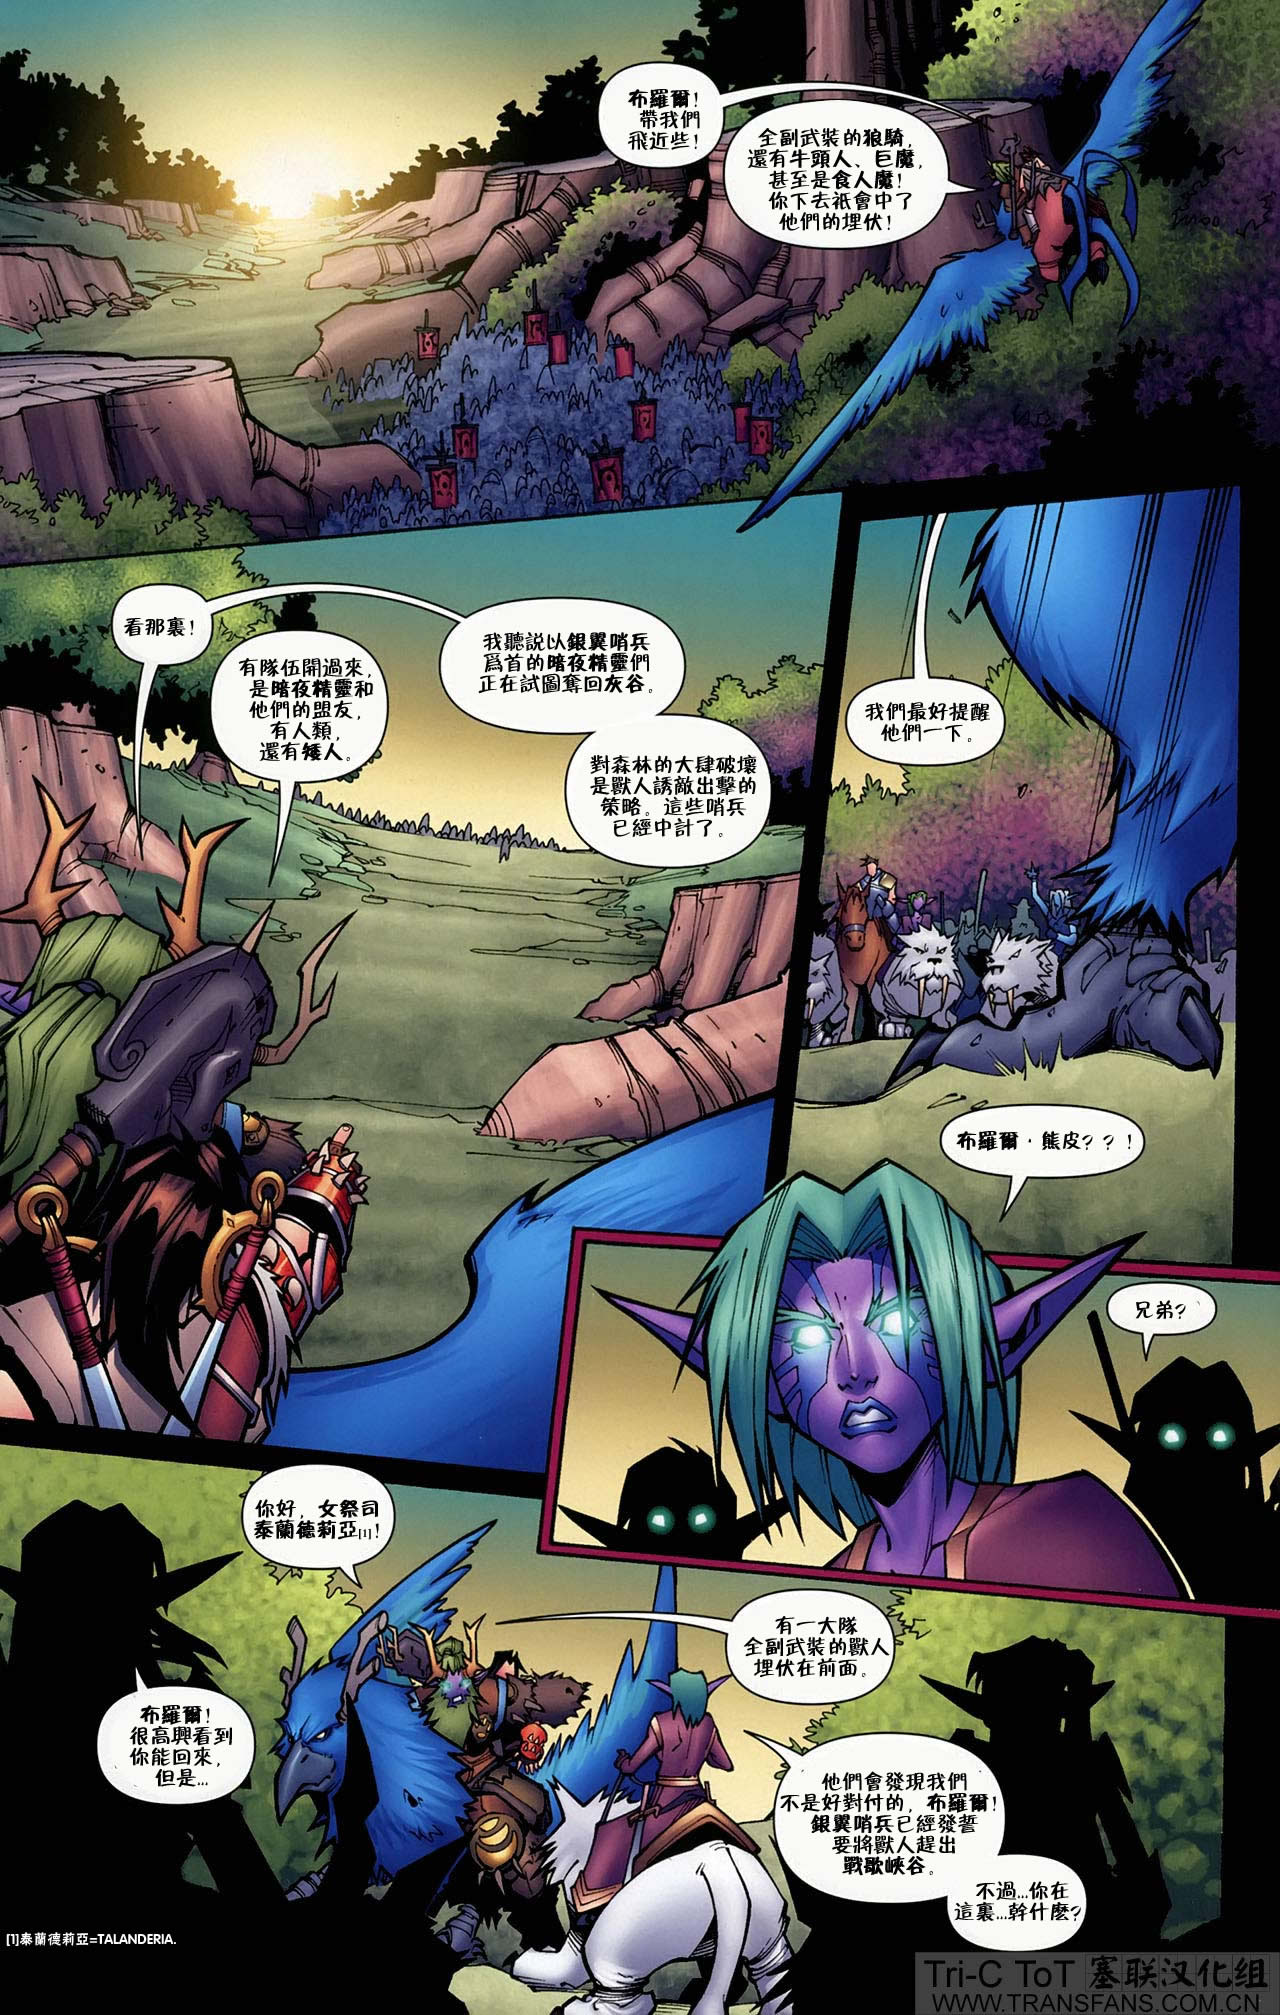 布羅爾!
帶我們
飛近些!
全副武裝的狼騎,
還有牛頭人、巨魔,
甚至是食人魔!
你下去祇會中了
他們的埋伏!
看那裏!
有隊伍開過來,
是暗夜精靈和
他們的盟友,
有人類,
還有矮人。
我聽説以銀翼哨兵
爲首的暗夜精靈們
正在試圖奪回灰谷。
對森林的大肆破壞
是獸人誘敵出擊的
策略。這些哨兵
已經中計了。
我們最好提醒
他們一下。
布羅爾·熊皮??!
兄弟?
你好, 女祭司
泰蘭德莉亞[1]!
布羅爾!
很高興看到
你能回來,
但是...
有一大隊
全副武裝的獸人
埋伏在前面。
他們會發現我們
不是好對付的, 布羅爾!
銀翼哨兵已經發誓
要將獸人趕出
戰歌峽谷。
不過...你在
這裏...幹什麽?
[1]泰蘭德莉亞=TALANDERIA.
Tri-C ToT 塞联汉化组
WWW.TRANSFANS.COM.CN